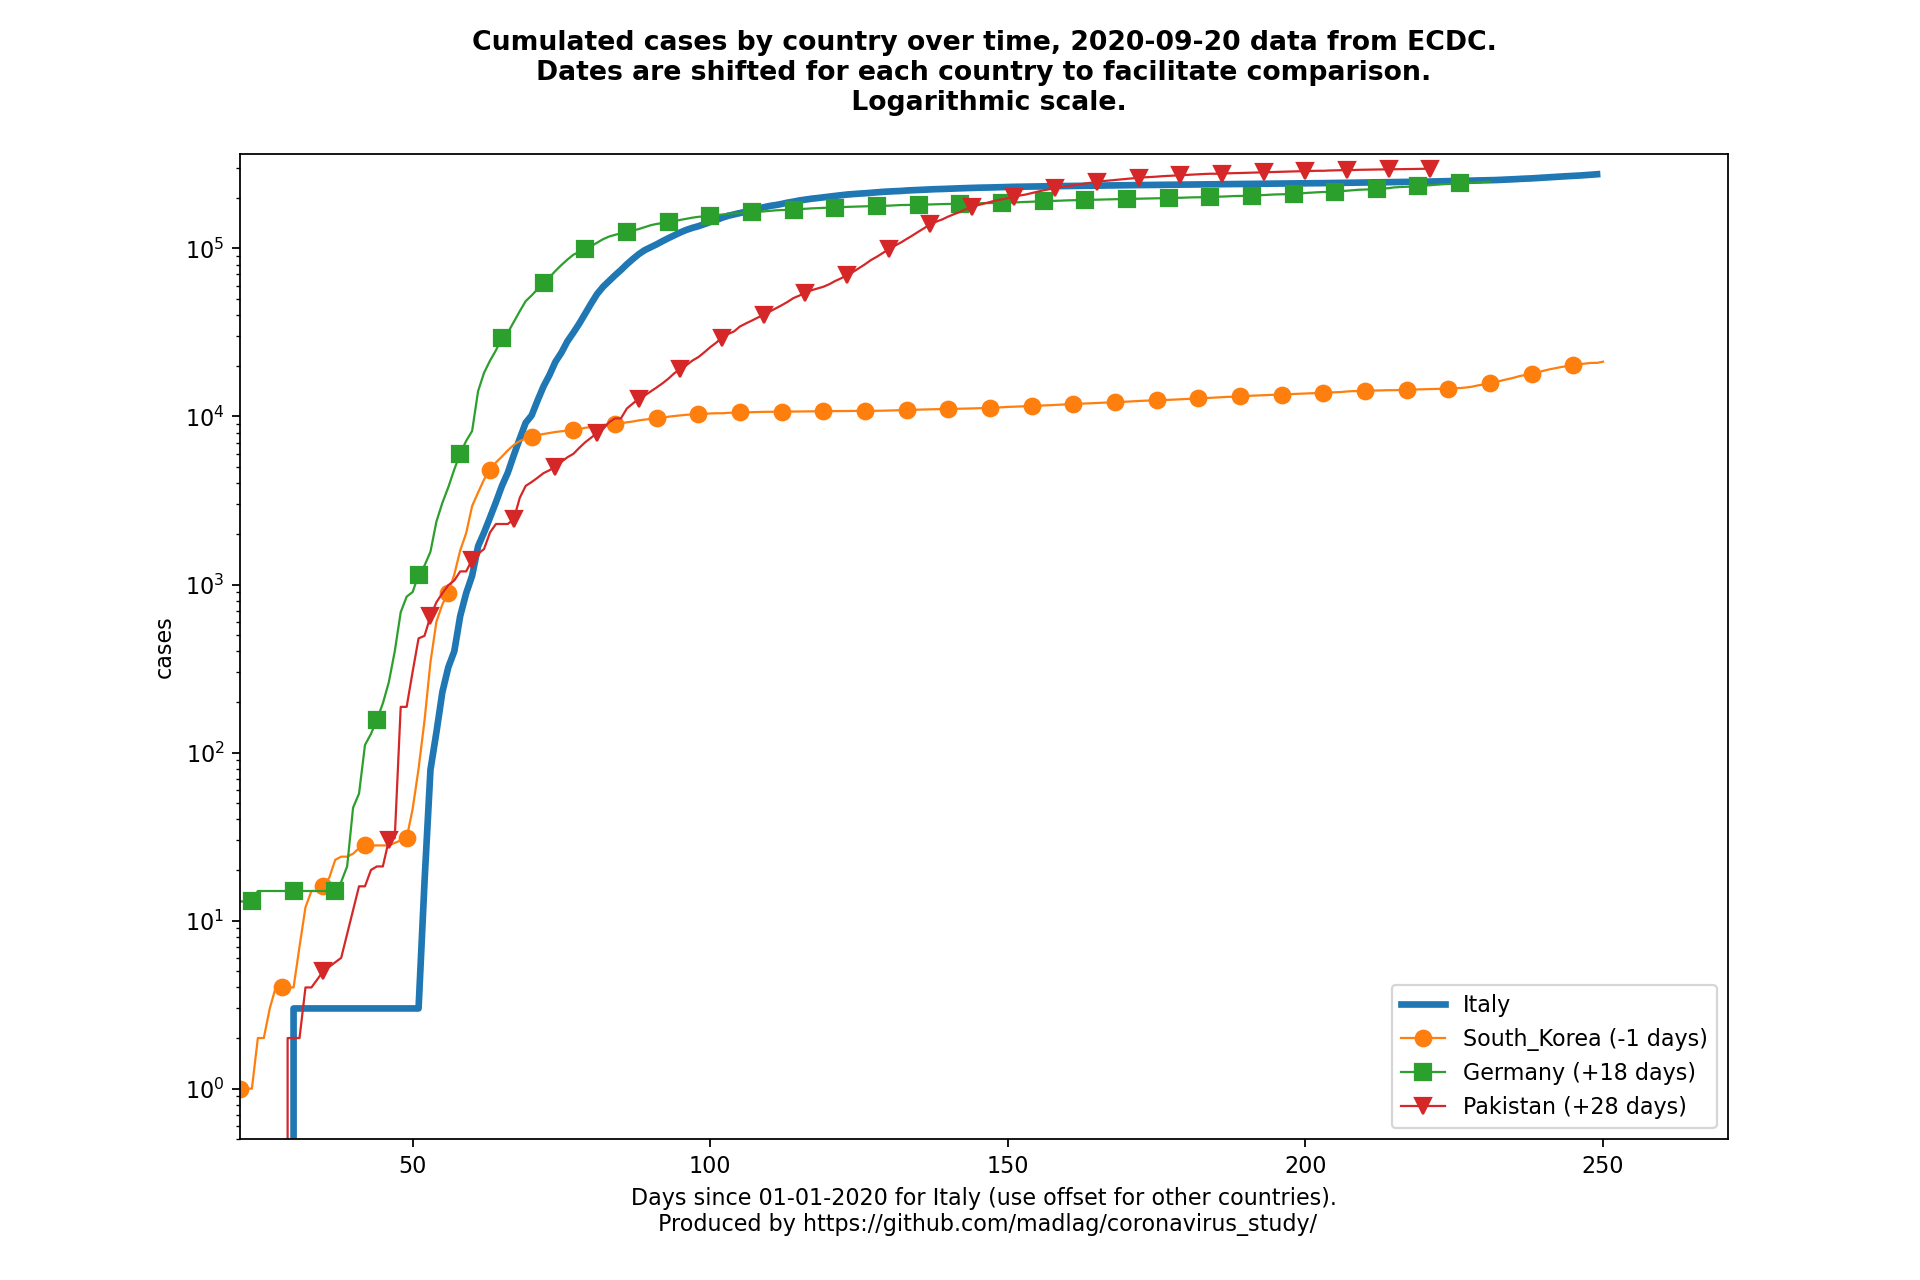 Cumulated cases by country over time, 2020-09-20 data from ECDC.
Dates are shifted for each country to facilitate comparison.
Logarithmic scale.
10^5
10^4
10^3
10^2
10^1
10^0
cases
50
100
150
200
250
Italy
South_Korea (-1 days)
Germany (+18 days)
Pakistan (+28 days)
Days since 01-01-2020 for Italy (use offset for other countries).
Produced by https://github.com/madlag/coronavirus_study/